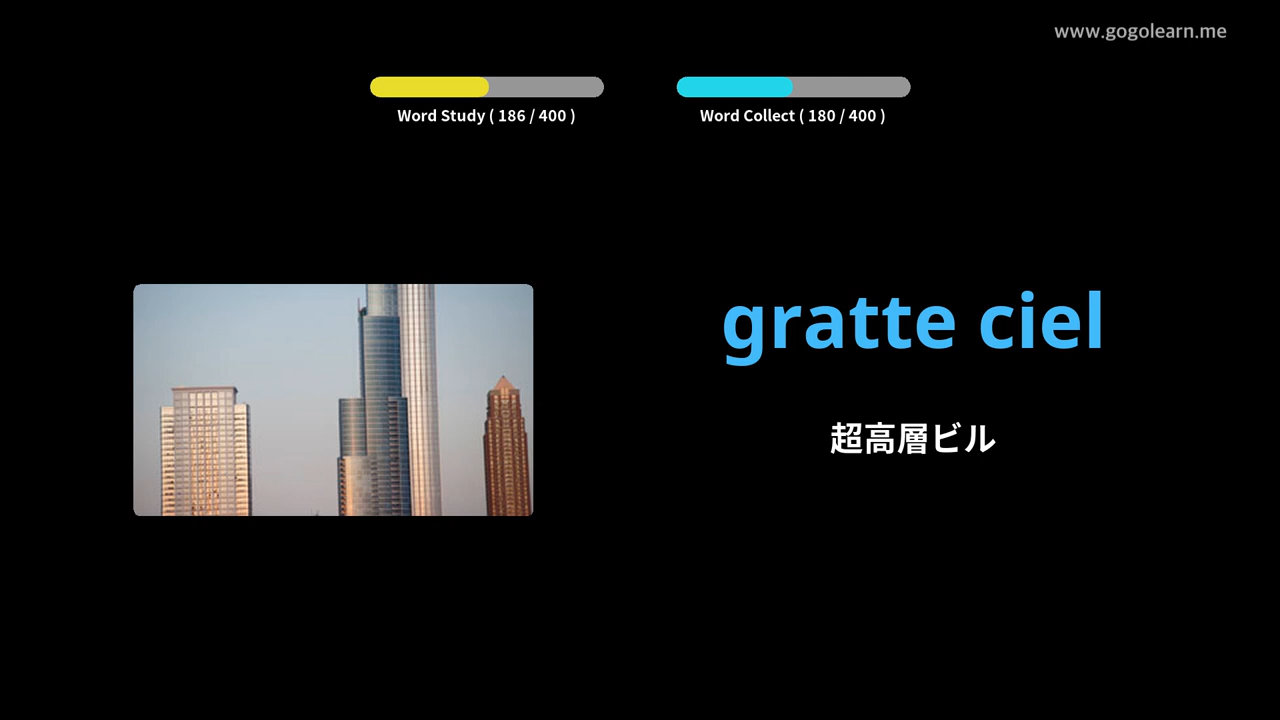 www.gogolearn.me
Word Study ( 186 / 400 )
Word Collect ( 180 / 400 )
gratte ciel
超高層ビル